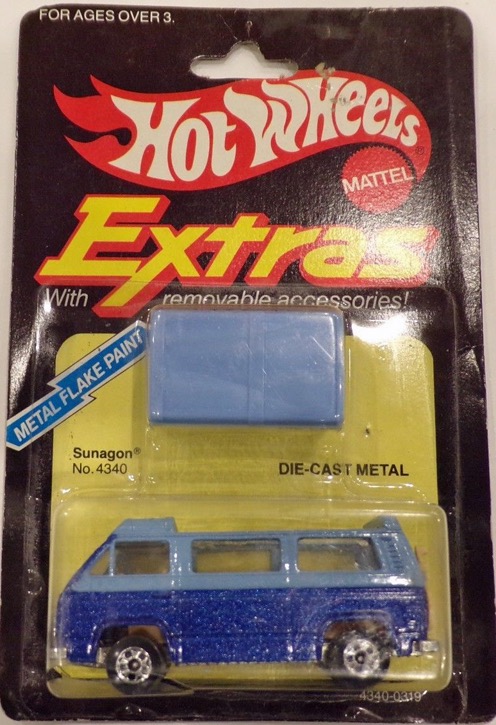 FOR AGES OVER 3.
HOT WHEELS®
MATTEL
Extras
With removable accessories!
METAL FLAKE PAINT
Sunagon®
No. 4340
DIE-CAST METAL
4340-0319